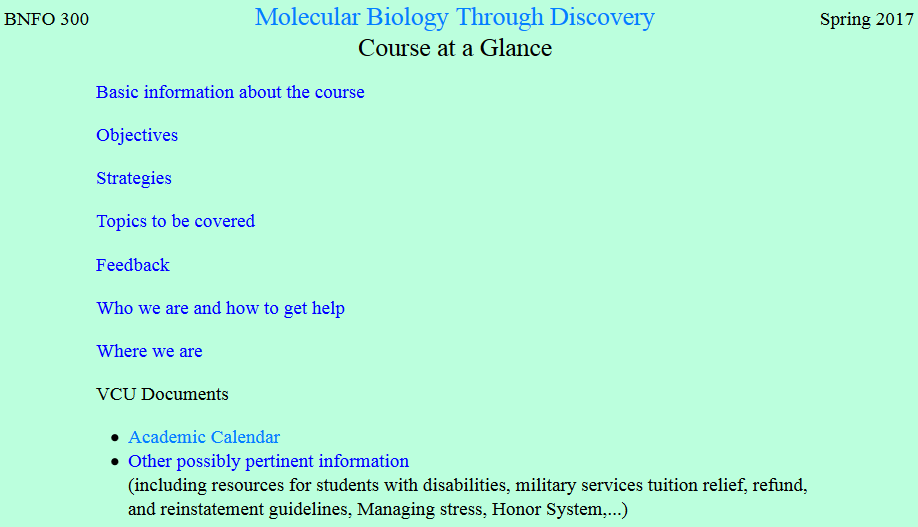 BNFO 300 Molecular Biology Through Discovery Spring 2017
Course at a Glance
Basic information about the course
Objectives
Strategies
Topics to be covered
Feedback
Who we are and how to get help
Where we are
VCU Documents
• Academic Calendar
• Other possibly pertinent information
(including resources for students with disabilities, military services tuition relief, refund,
and reinstatement guidelines, Managing stress, Honor System,...)